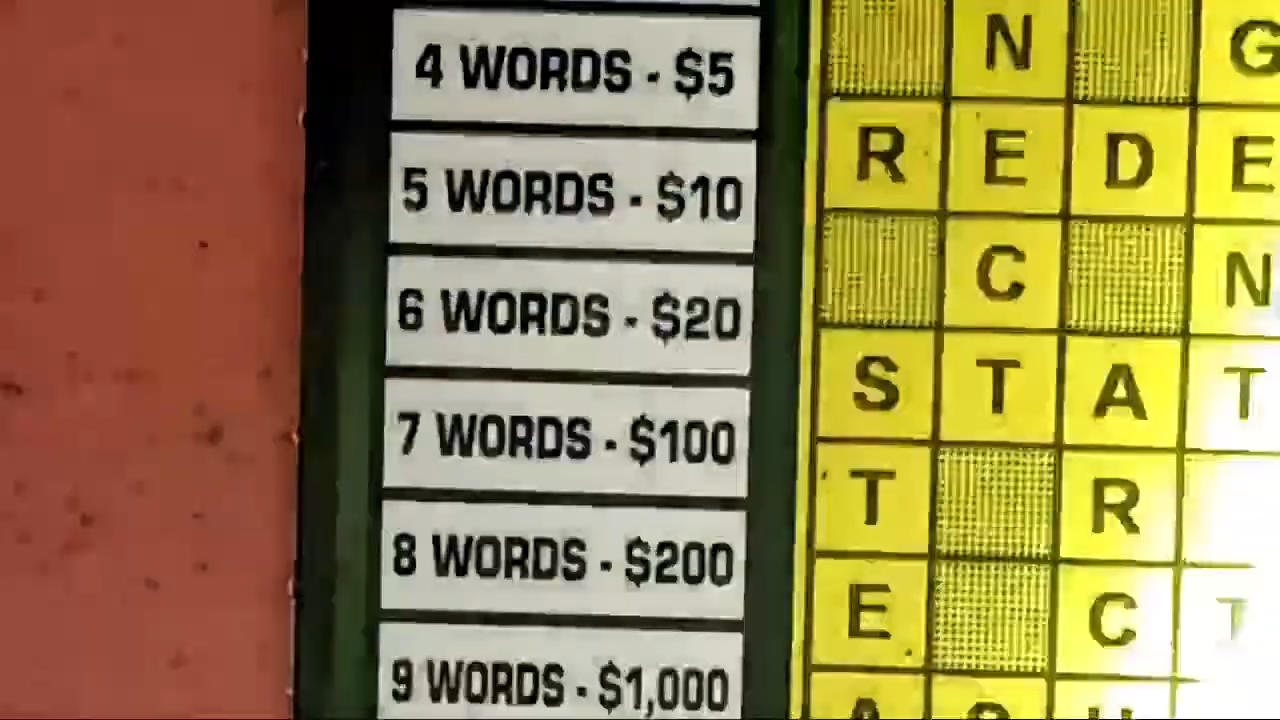 4 WORDS - $5
5 WORDS - $10
6 WORDS - $20
7 WORDS - $100
8 WORDS - $200
9 WORDS - $1,000
N G
R E D E
C N
S T A T
T R
E C T